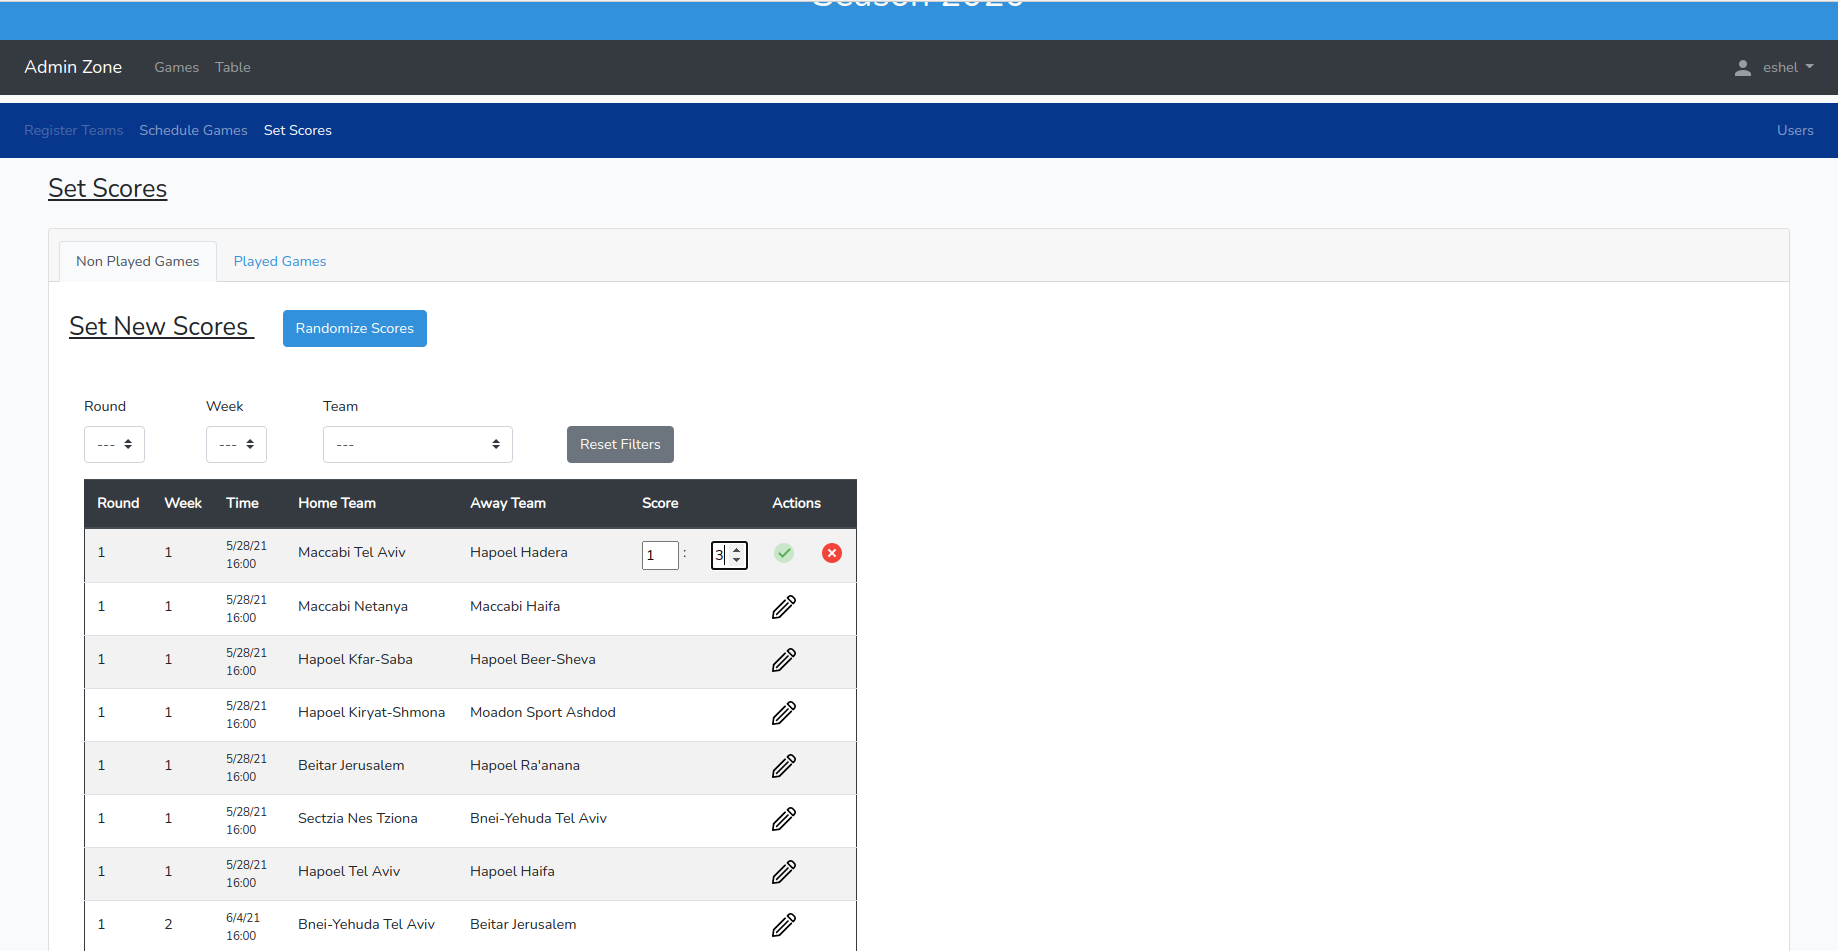 Season 2020
Admin Zone Games Table eshel
Register Teams Schedule Games Set Scores Users
Set Scores
Non Played Games Played Games
Set New Scores Randomize Scores
Round Week Team
--- --- --- Reset Filters
Round Week Time Home Team Away Team Score Actions
1 1 5/28/21 16:00 Maccabi Tel Aviv Hapoel Hadera 1 : 3
1 1 5/28/21 16:00 Maccabi Netanya Maccabi Haifa
1 1 5/28/21 16:00 Hapoel Kfar-Saba Hapoel Beer-Sheva
1 1 5/28/21 16:00 Hapoel Kiryat-Shmona Moadon Sport Ashdod
1 1 5/28/21 16:00 Beitar Jerusalem Hapoel Ra'anana
1 1 5/28/21 16:00 Sectzia Nes Tziona Bnei-Yehuda Tel Aviv
1 1 5/28/21 16:00 Hapoel Tel Aviv Hapoel Haifa
1 2 6/4/21 16:00 Bnei-Yehuda Tel Aviv Beitar Jerusalem